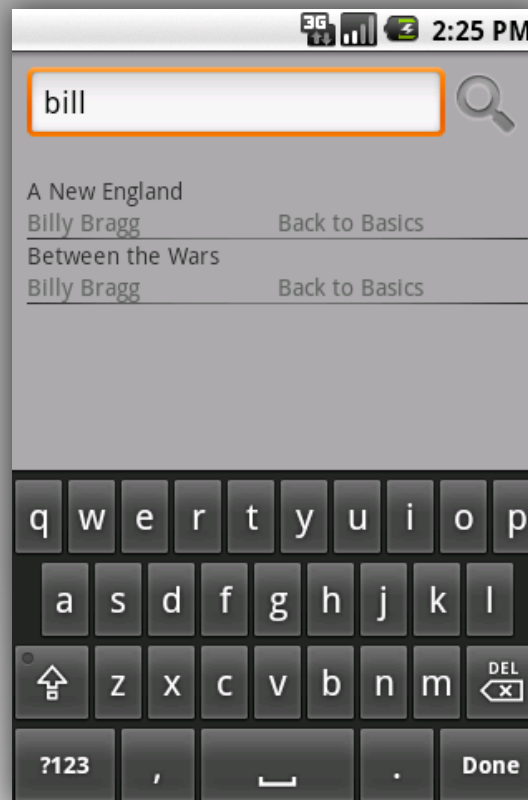 3G 2:25 PM
bill
A New England
Billy Bragg Back to Basics
Between the Wars
Billy Bragg Back to Basics
q w e r t y u i o p
a s d f g h j k l
z x c v b n m DEL
?123 , . Done